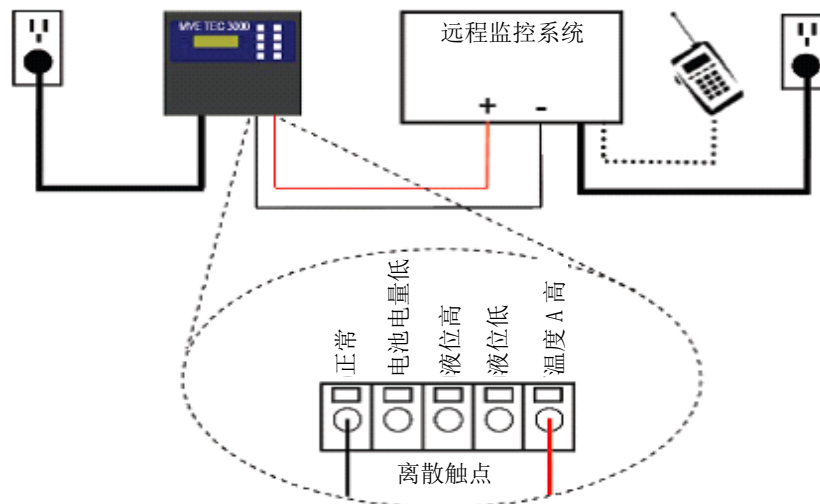 MVE TEC 3000
远程监控系统
+ -
正常
电池电量低
液位高
液位低
温度 A 高
离散触点